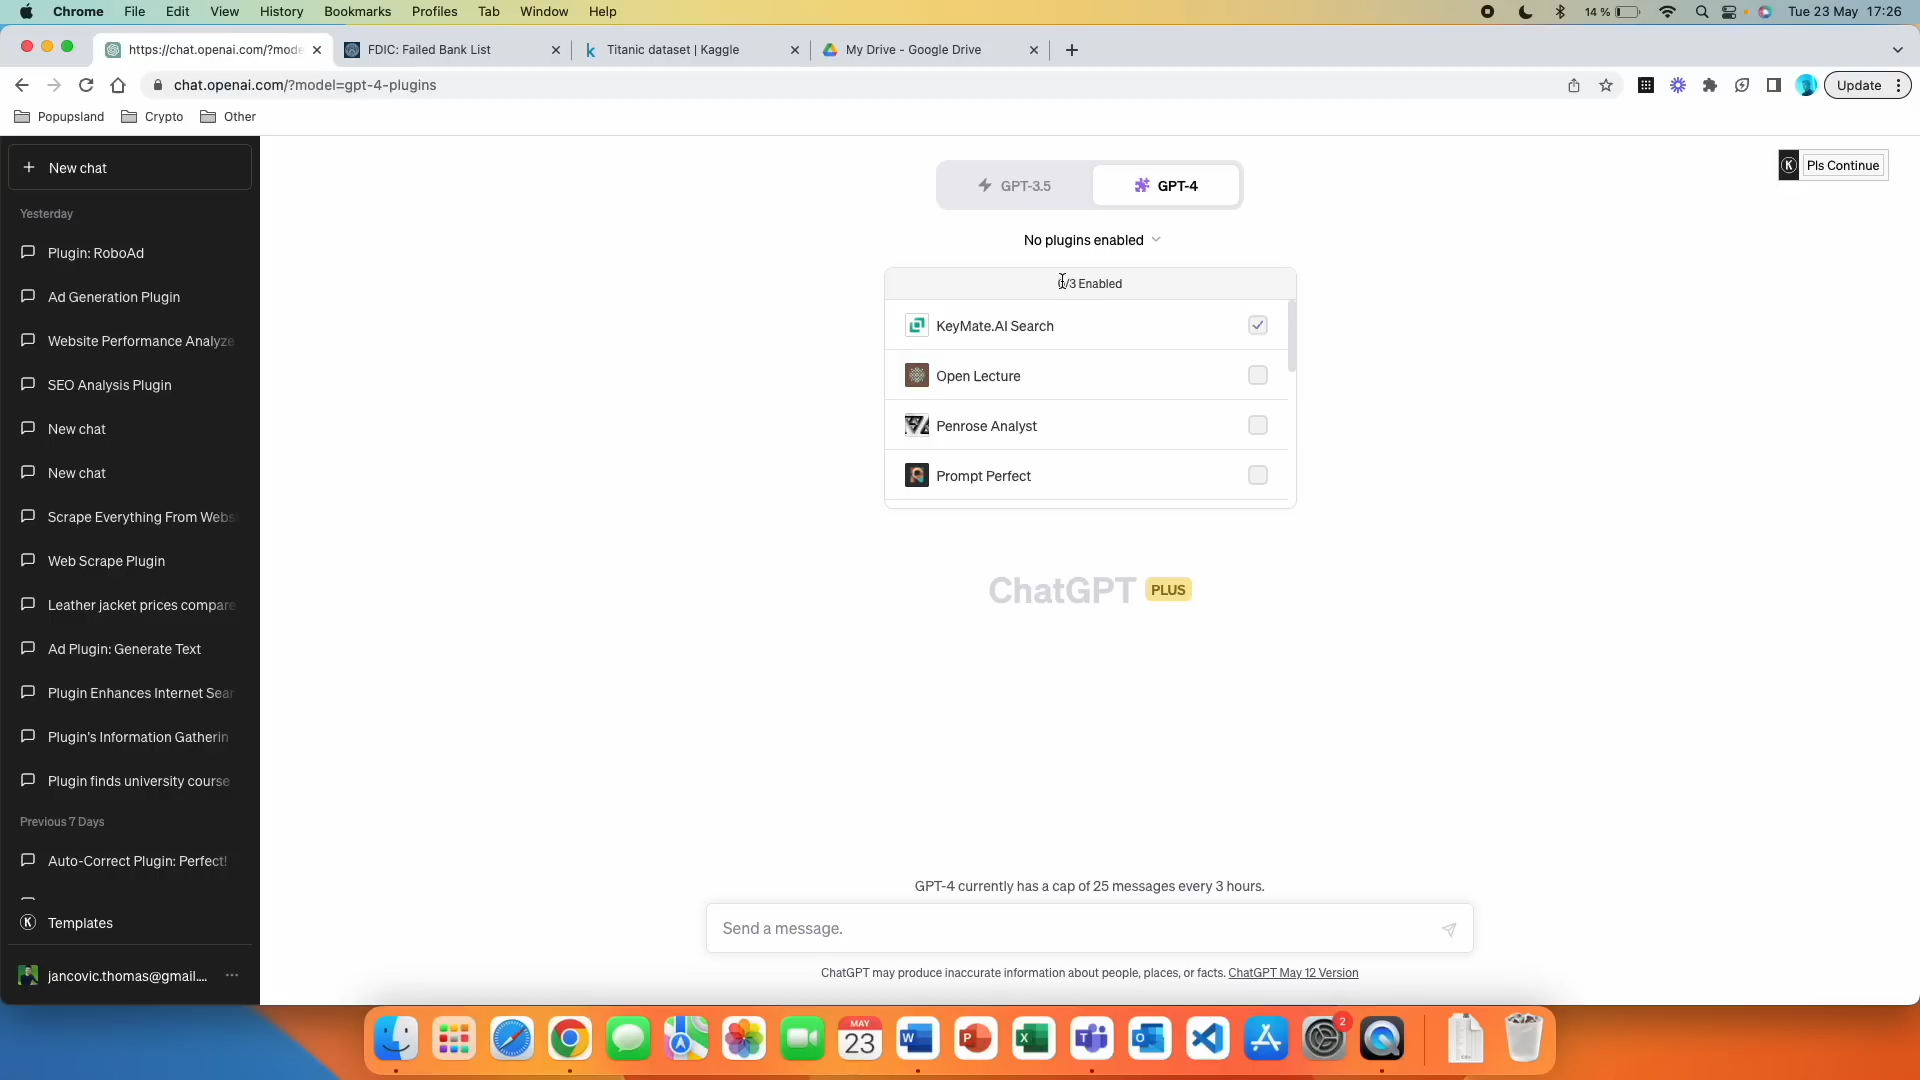 Chrome File Edit View History Bookmarks Profiles Tab Window Help 14 % Tue 23 May 17:26
https://chat.openai.com/?mode FDIC: Failed Bank List Titanic dataset | Kaggle My Drive - Google Drive
chat.openai.com/?model=gpt-4-plugins Update
Popupsland Crypto Other
New chat
Yesterday
Plugin: RoboAd
Ad Generation Plugin
Website Performance Analyze
SEO Analysis Plugin
New chat
New chat
Scrape Everything From Webs
Web Scrape Plugin
Leather jacket prices compare
Ad Plugin: Generate Text
Plugin Enhances Internet Sear
Plugin's Information Gatherin
Plugin finds university course
Previous 7 Days
Auto-Correct Plugin: Perfect!
K Templates
jancovic.thomas@gmail....
GPT-3.5 GPT-4
K Pls Continue
No plugins enabled
0/3 Enabled
KeyMate.AI Search
Open Lecture
Penrose Analyst
Prompt Perfect
ChatGPT PLUS
GPT-4 currently has a cap of 25 messages every 3 hours.
Send a message.
ChatGPT may produce inaccurate information about people, places, or facts. ChatGPT May 12 Version
MAY
23
W
P
X
T
O
2